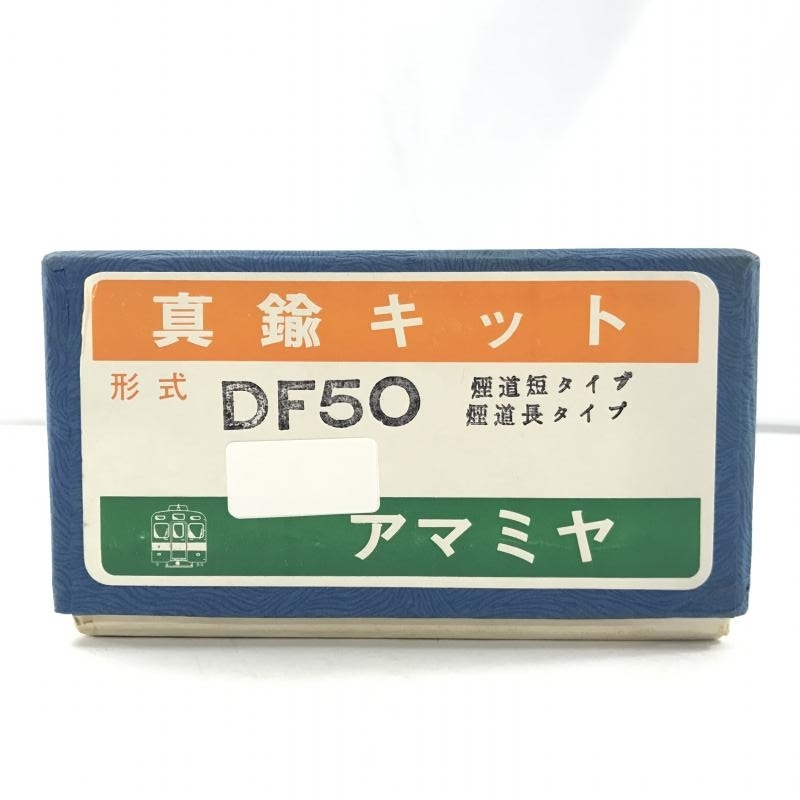 真鍮キット
形式 DF50 煙道短タイプ
煙道長タイプ
アマミヤ